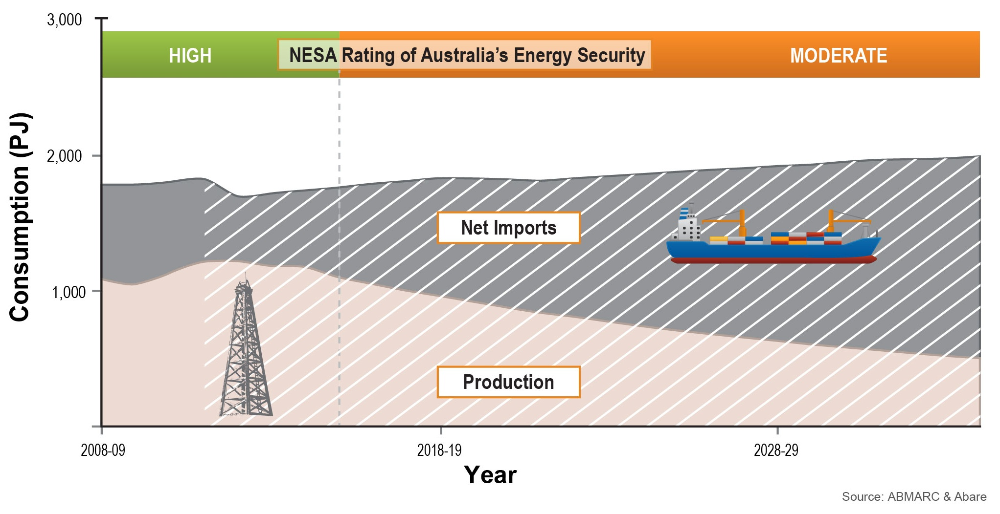 3,000
HIGH
NESA Rating of Australia's Energy Security
MODERATE
2,000
1,000
Consumption (PJ)
Net Imports
Production
2008-09
2018-19
2028-29
Year
Source: ABMARC & Abare